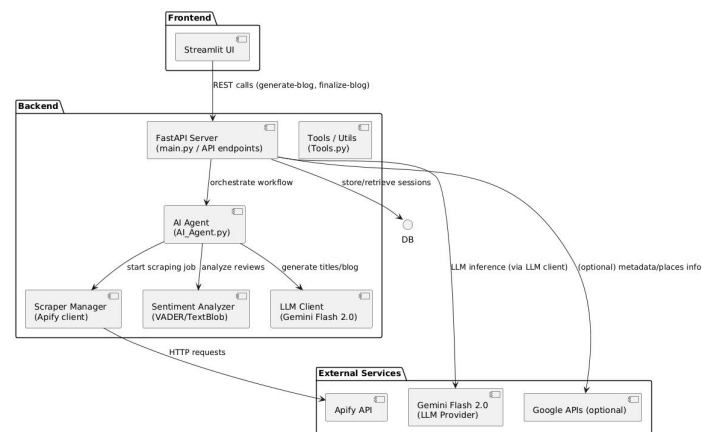 Frontend
Streamlit UI
REST calls (generate-blog, finalize-blog)
Backend
FastAPI Server
(main.py / API endpoints)
Tools / Utils
(Tools.py)
orchestrate workflow
store/retrieve sessions
AI Agent
(AI_Agent.py)
DB
start scraping job
analyze reviews
generate titles/blog
LLM inference (via LLM client)
(optional) metadata/places info
Scraper Manager
(Apify client)
Sentiment Analyzer
(VADER/TextBlob)
LLM Client
(Gemini Flash 2.0)
HTTP requests
External Services
Apify API
Gemini Flash 2.0
(LLM Provider)
Google APIs (optional)